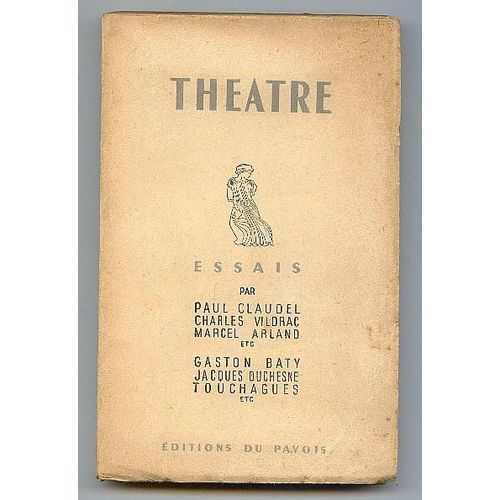 THEATRE
ESSAIS
PAR
PAUL CLAUDEL
CHARLES VILDRAC
MARCEL ARLAND
ETC
GASTON BATY
JACQUES DUCHESNE
TOUCHAGUES
ETC
ÉDITIONS DU PAVOIS